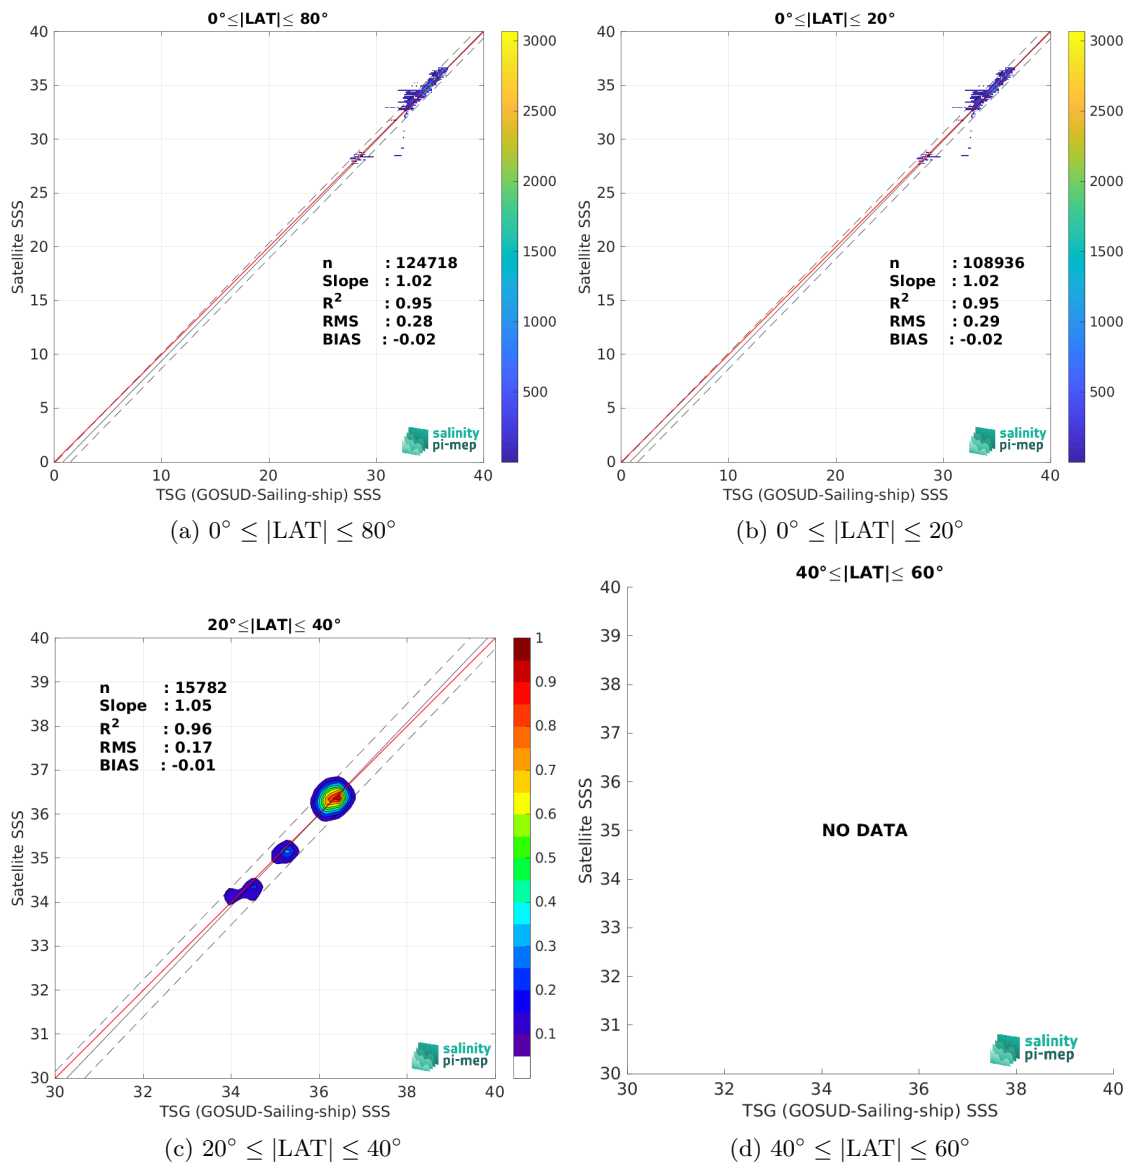 0°≤|LAT|≤ 80°
40
35
30
25
20
15
10
5
0
0
10
20
30
40
Satellite SSS
TSG (GOSUD-Sailing-ship) SSS
n : 124718
Slope : 1.02
R² : 0.95
RMS : 0.28
BIAS : -0.02
salinity
pi-mep
3000
2500
2000
1500
1000
500
(a) 0° ≤ |LAT| ≤ 80°
0°≤|LAT|≤ 20°
40
35
30
25
20
15
10
5
0
0
10
20
30
40
Satellite SSS
TSG (GOSUD-Sailing-ship) SSS
n : 108936
Slope : 1.02
R² : 0.95
RMS : 0.29
BIAS : -0.02
salinity
pi-mep
3000
2500
2000
1500
1000
500
(b) 0° ≤ |LAT| ≤ 20°
20°≤|LAT|≤ 40°
40
39
38
37
36
35
34
33
32
31
30
30
32
34
36
38
40
Satellite SSS
TSG (GOSUD-Sailing-ship) SSS
n : 15782
Slope : 1.05
R² : 0.96
RMS : 0.17
BIAS : -0.01
salinity
pi-mep
1
0.9
0.8
0.7
0.6
0.5
0.4
0.3
0.2
0.1
(c) 20° ≤ |LAT| ≤ 40°
40°≤|LAT|≤ 60°
40
39
38
37
36
35
34
33
32
31
30
30
32
34
36
38
40
Satellite SSS
TSG (GOSUD-Sailing-ship) SSS
NO DATA
salinity
pi-mep
(d) 40° ≤ |LAT| ≤ 60°